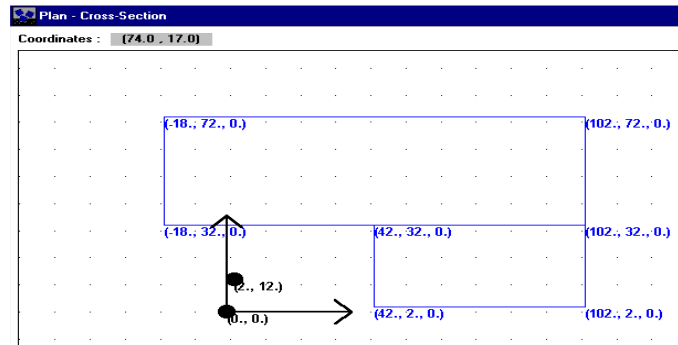 Plan - Cross-Section
Coordinates : (74.0 , 17.0)
(-18., 72., 0.) (102., 72., 0.)
(-18., 32., 0.) (42., 32., 0.) (102., 32., 0.)
(2., 12.)
(0., 0.) (42., 2., 0.) (102., 2., 0.)